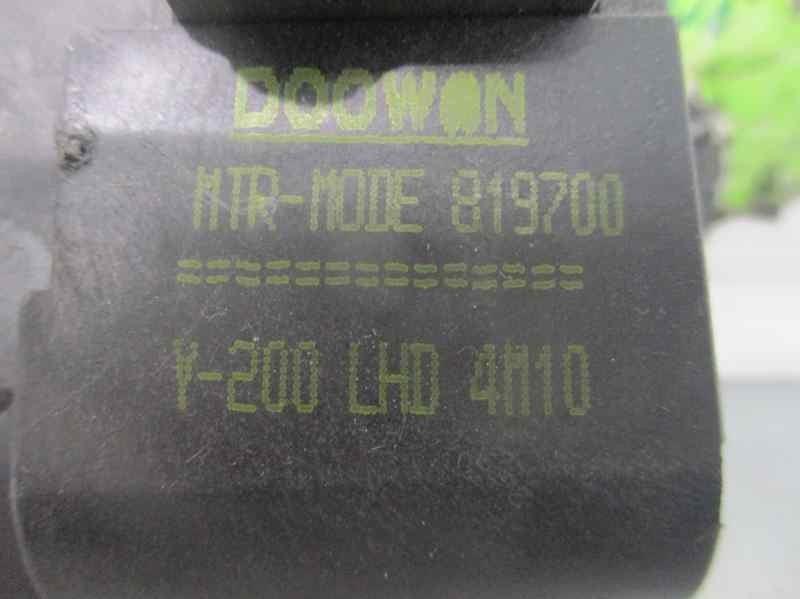 DOOWON
MTR-MODE 819700
==============
V-200 LHD 4M10